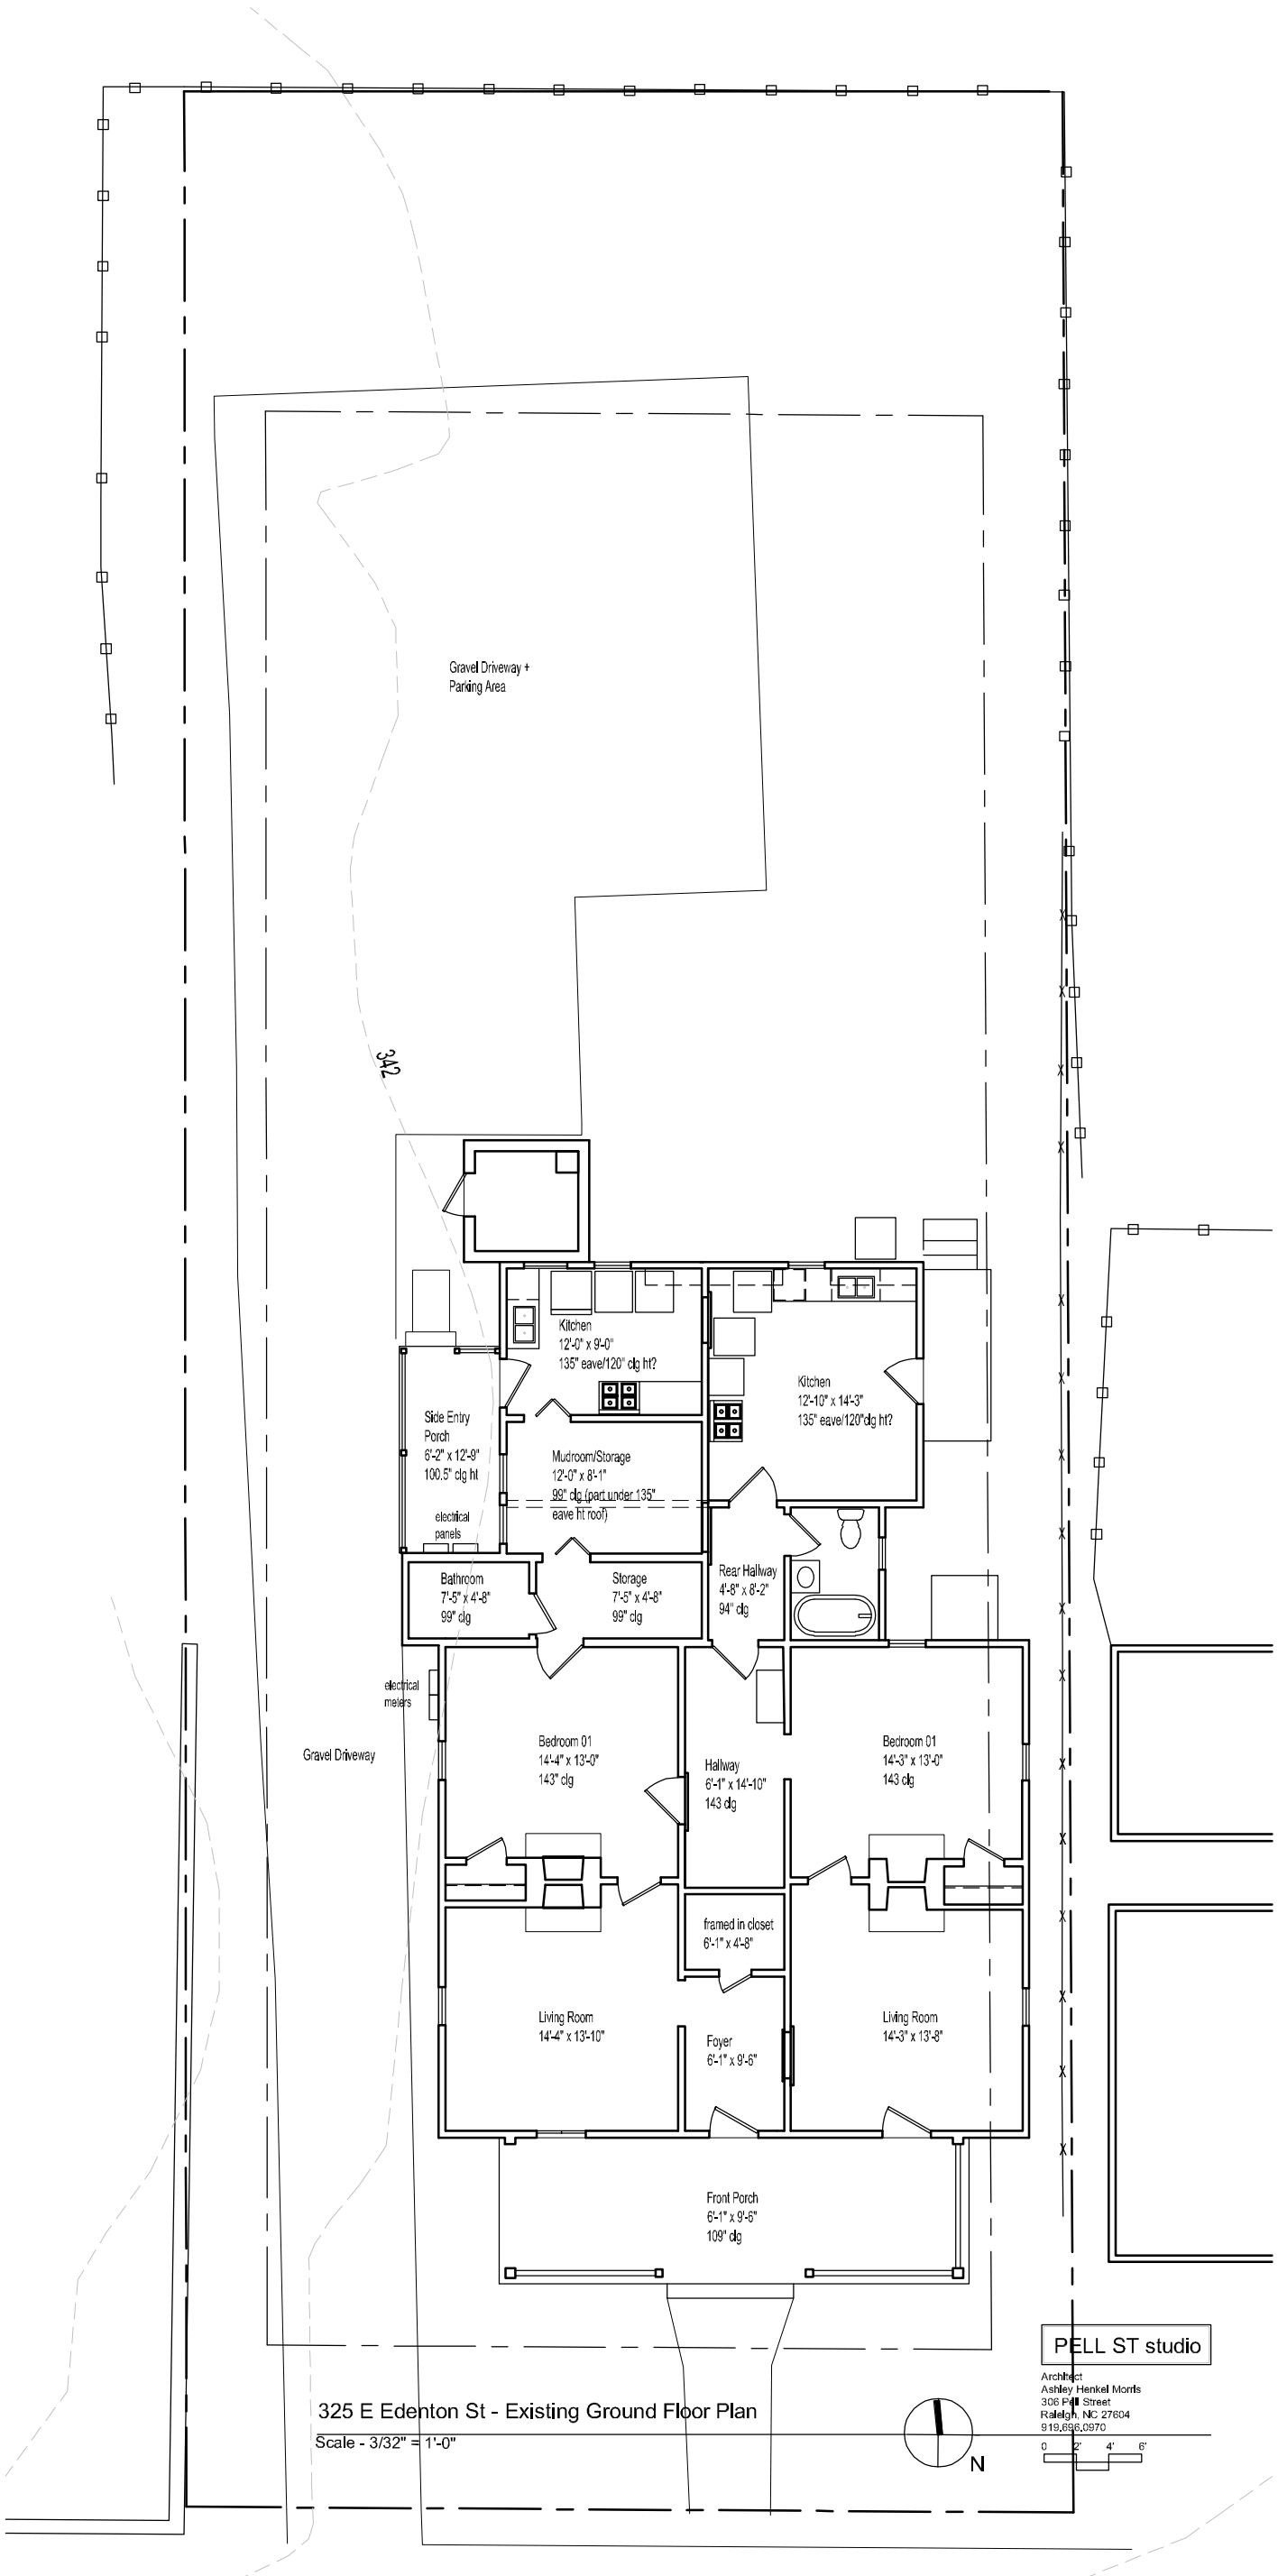 Gravel Driveway +
Parking Area
342
Kitchen
12'-0" x 9'-0"
135" eave/120" clg ht?
Kitchen
12'-10" x 14'-3"
135" eave/120"clg ht?
Side Entry
Porch
6'-2" x 12'-9"
100.5" clg ht
Mudroom/Storage
12'-0" x 8'-1"
99" clg (part under 135"
eave ht roof)
electrical
panels
Bathroom
7'-5" x 4'-8"
99" clg
Storage
7'-5" x 4'-8"
99" clg
Rear Hallway
4'-8" x 8'-2"
94" clg
electrical
meters
Gravel Driveway
Bedroom 01
14'-4" x 13'-0"
143" clg
Hallway
6'-1" x 14'-10"
143 clg
Bedroom 01
14'-3" x 13'-0"
143 clg
framed in closet
6'-1" x 4'-8"
Living Room
14'-4" x 13'-10"
Foyer
6'-1" x 9'-6"
Living Room
14'-3" x 13'-8"
Front Porch
6'-1" x 9'-6"
109" clg
PELL ST studio
Architect
Ashley Henkel Morris
306 Pell Street
Raleigh, NC 27604
919.696.0970
0 2' 4' 6'
325 E Edenton St - Existing Ground Floor Plan
Scale - 3/32" = 1'-0"
N